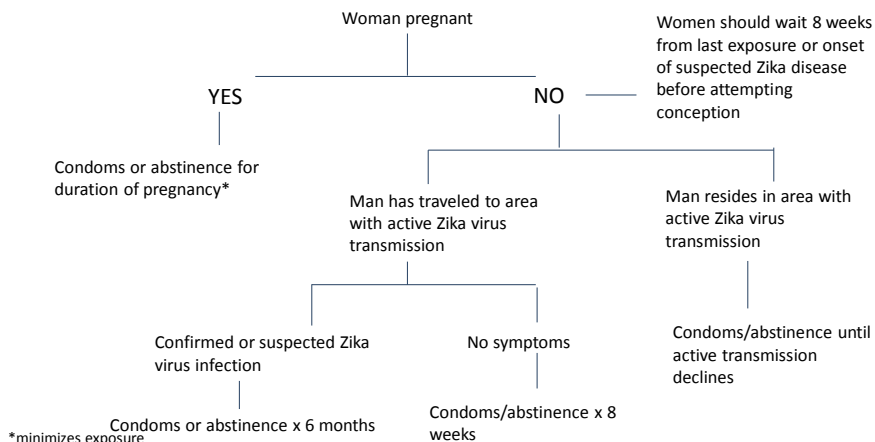 Woman pregnant
Women should wait 8 weeks
from last exposure or onset
of suspected Zika disease
before attempting
conception
YES
NO
Condoms or abstinence for
duration of pregnancy*
Man has traveled to area
with active Zika virus
transmission
Man resides in area with
active Zika virus
transmission
Confirmed or suspected Zika
virus infection
No symptoms
Condoms/abstinence until
active transmission
declines
Condoms or abstinence x 6 months
Condoms/abstinence x 8
weeks
*minimizes exposure